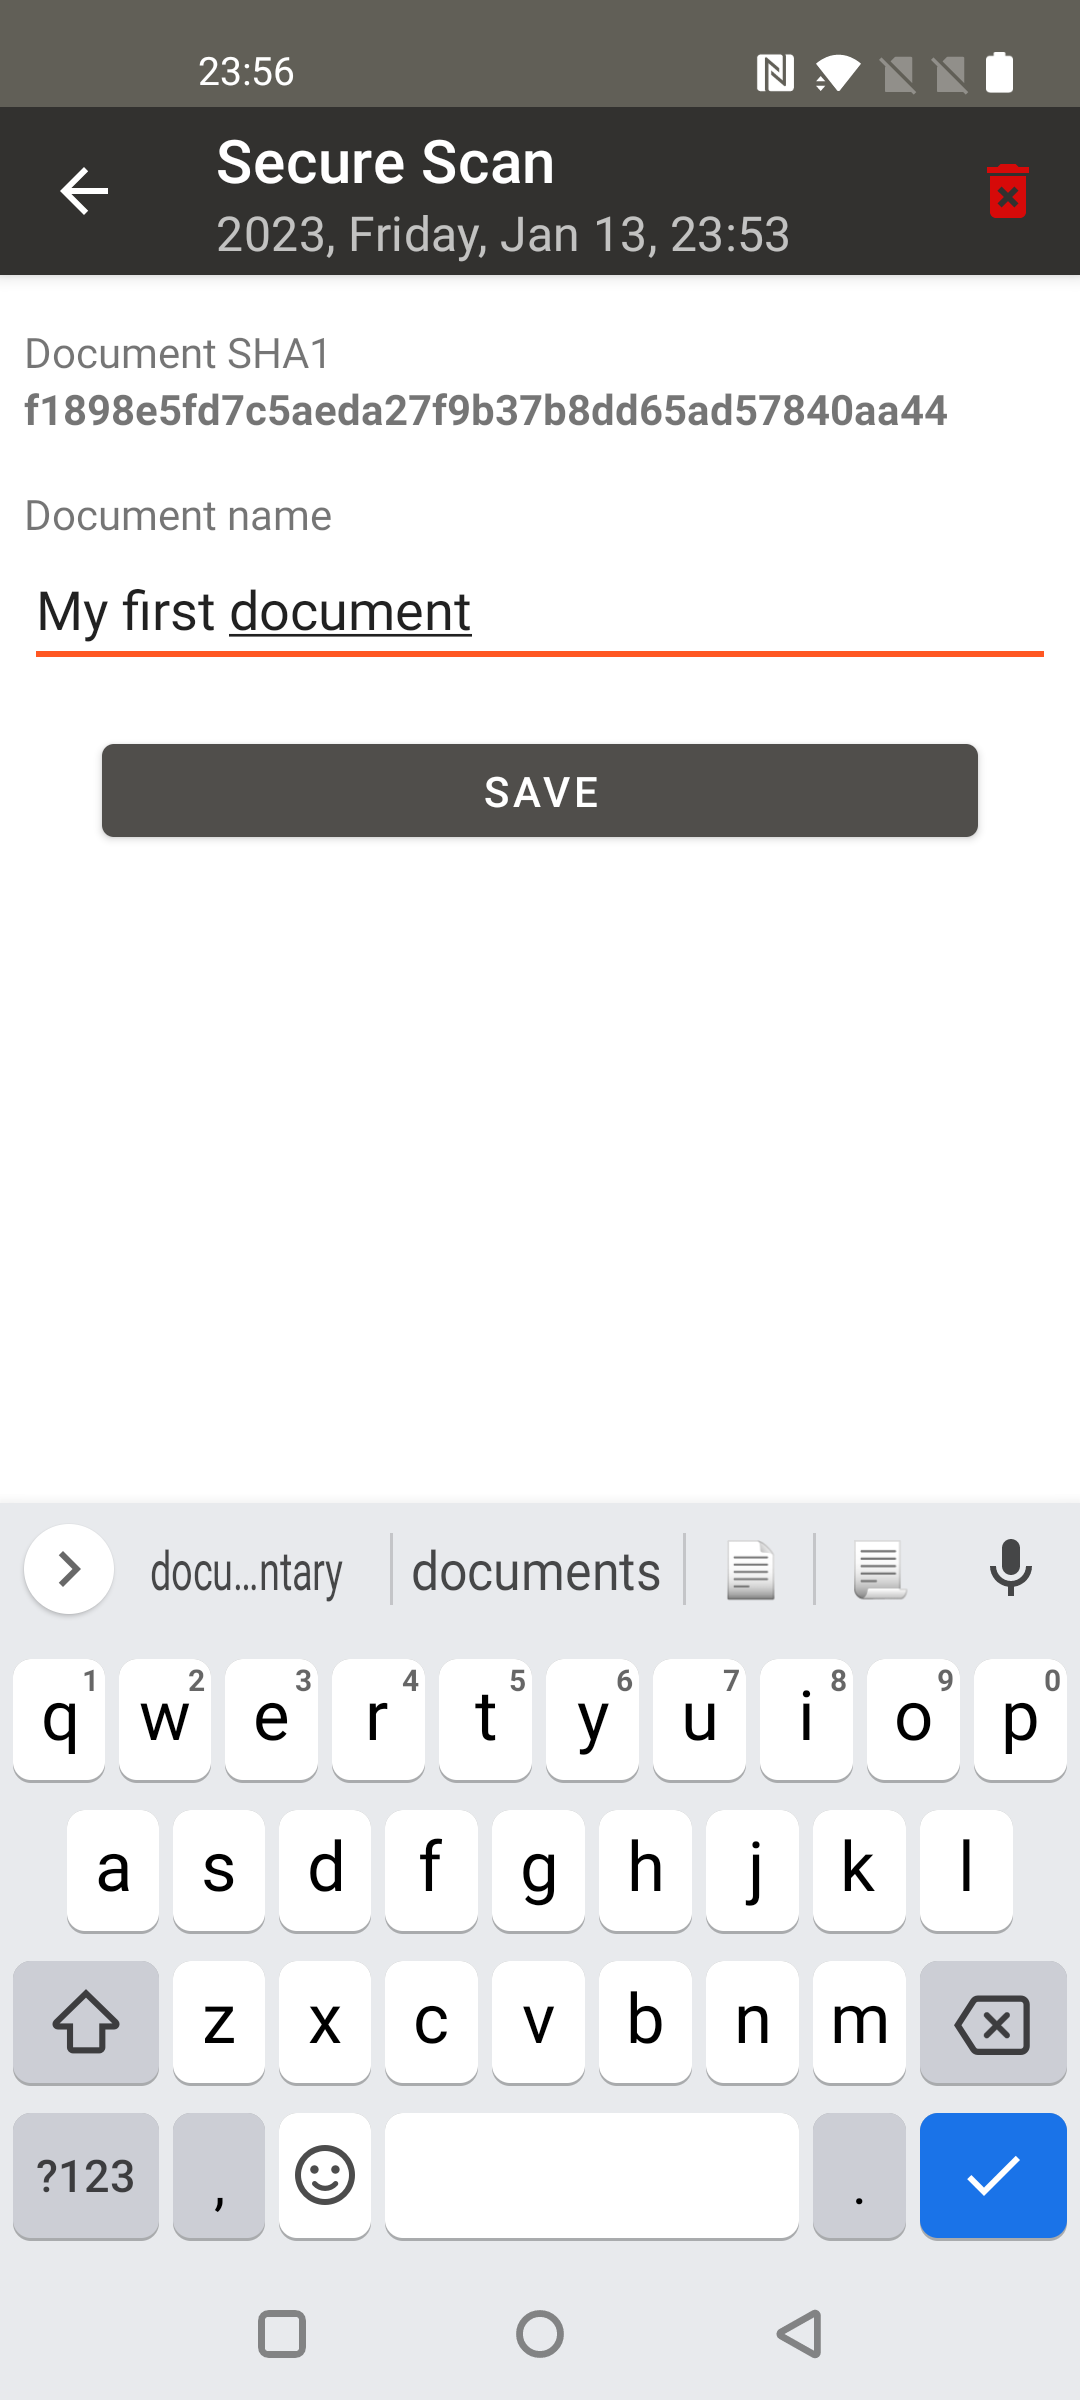 23:56
Secure Scan
2023, Friday, Jan 13, 23:53
Document SHA1
f1898e5fd7c5aeda27f9b37b8dd65ad57840aa44
Document name
My first document
SAVE
docu...ntary documents
1 2 3 4 5 6 7 8 9 0
q w e r t y u i o p
a s d f g h j k l
z x c v b n m
?123 , .